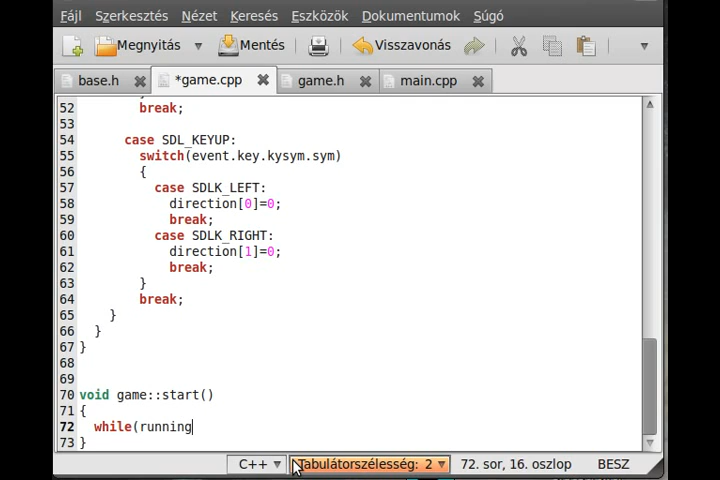 Fájl Szerkesztés Nézet Keresés Eszközök Dokumentumok Súgó
Megnyitás Mentés Visszavonás
base.h *game.cpp game.h main.cpp
52 break;
53
54 case SDL_KEYUP:
55 switch(event.key.kysym.sym)
56 {
57 case SDLK_LEFT:
58 direction[0]=0;
59 break;
60 case SDLK_RIGHT:
61 direction[1]=0;
62 break;
63 }
64 break;
65 }
66 }
67 }
68
69
70 void game::start()
71 {
72 while(running
73 }
C++ Tabulátorszélesség: 2 72. sor, 16. oszlop BESZ